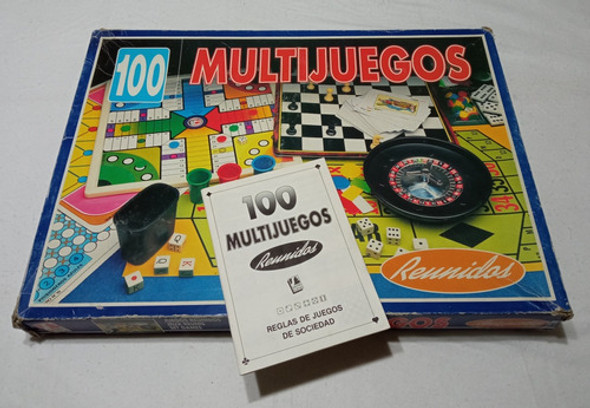 100 MULTIJUEGOS
100
MULTIJUEGOS
Reunidos
REGLAS DE JUEGOS
DE SOCIEDAD
Reunidos
Q
J